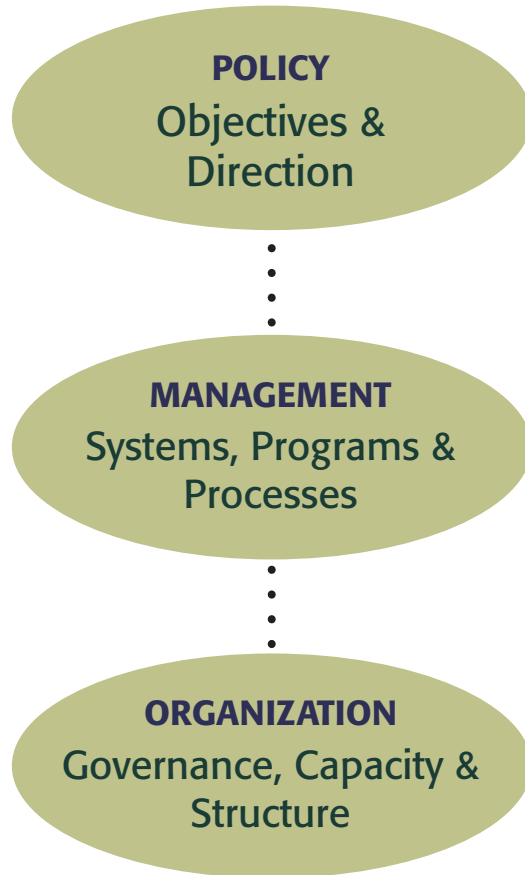 POLICY
Objectives &
Direction
MANAGEMENT
Systems, Programs &
Processes
ORGANIZATION
Governance, Capacity &
Structure